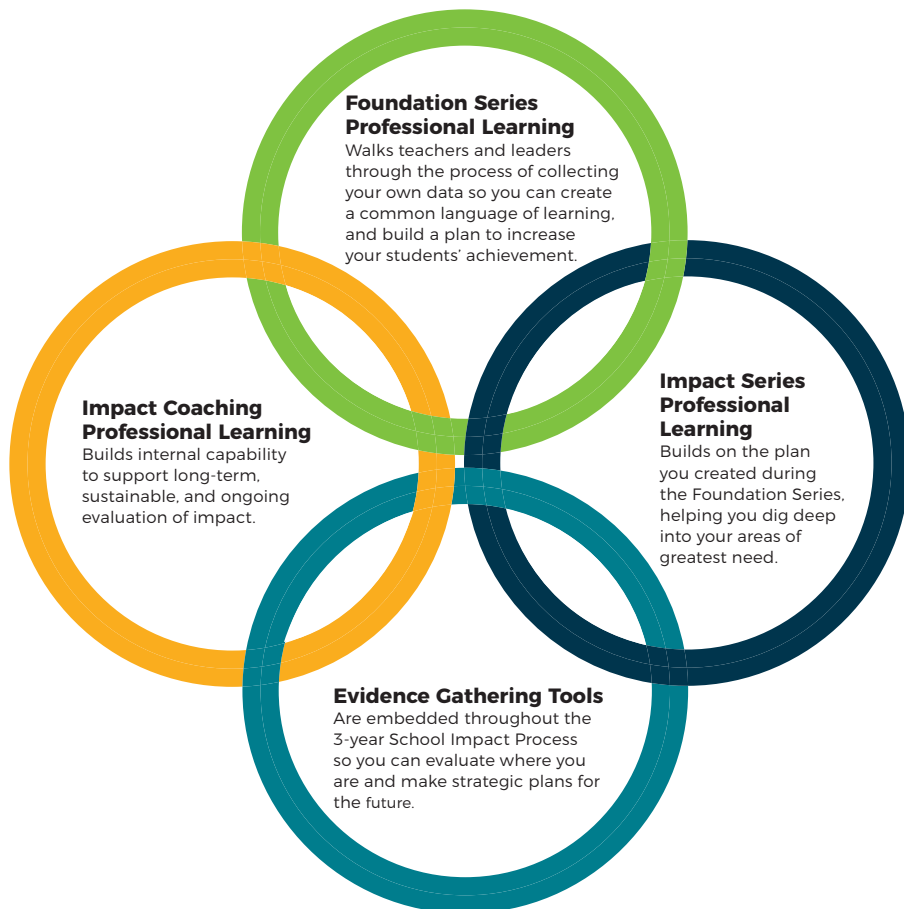 Foundation Series
Professional Learning
Walks teachers and leaders
through the process of collecting
your own data so you can create
a common language of learning,
and build a plan to increase
your students’ achievement.
Impact Coaching
Professional Learning
Builds internal capability
to support long-term,
sustainable, and ongoing
evaluation of impact.
Impact Series
Professional
Learning
Builds on the plan
you created during
the Foundation Series,
helping you dig deep
into your areas of
greatest need.
Evidence Gathering Tools
Are embedded throughout the
3-year School Impact Process
so you can evaluate where you
are and make strategic plans for
the future.